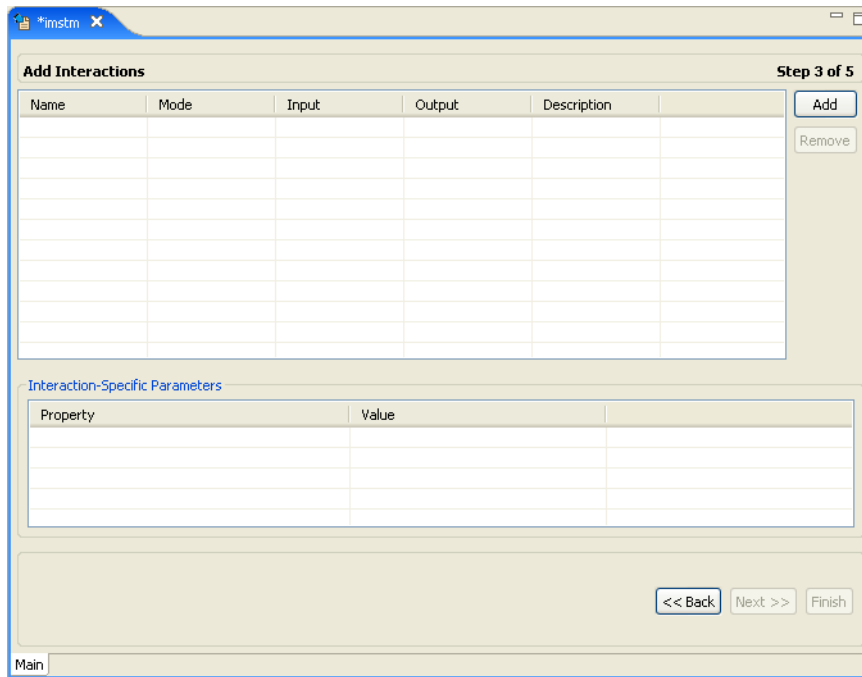 *imstm
Add Interactions Step 3 of 5
Name Mode Input Output Description
Add
Remove
Interaction-Specific Parameters
Property Value
<< Back Next >> Finish
Main